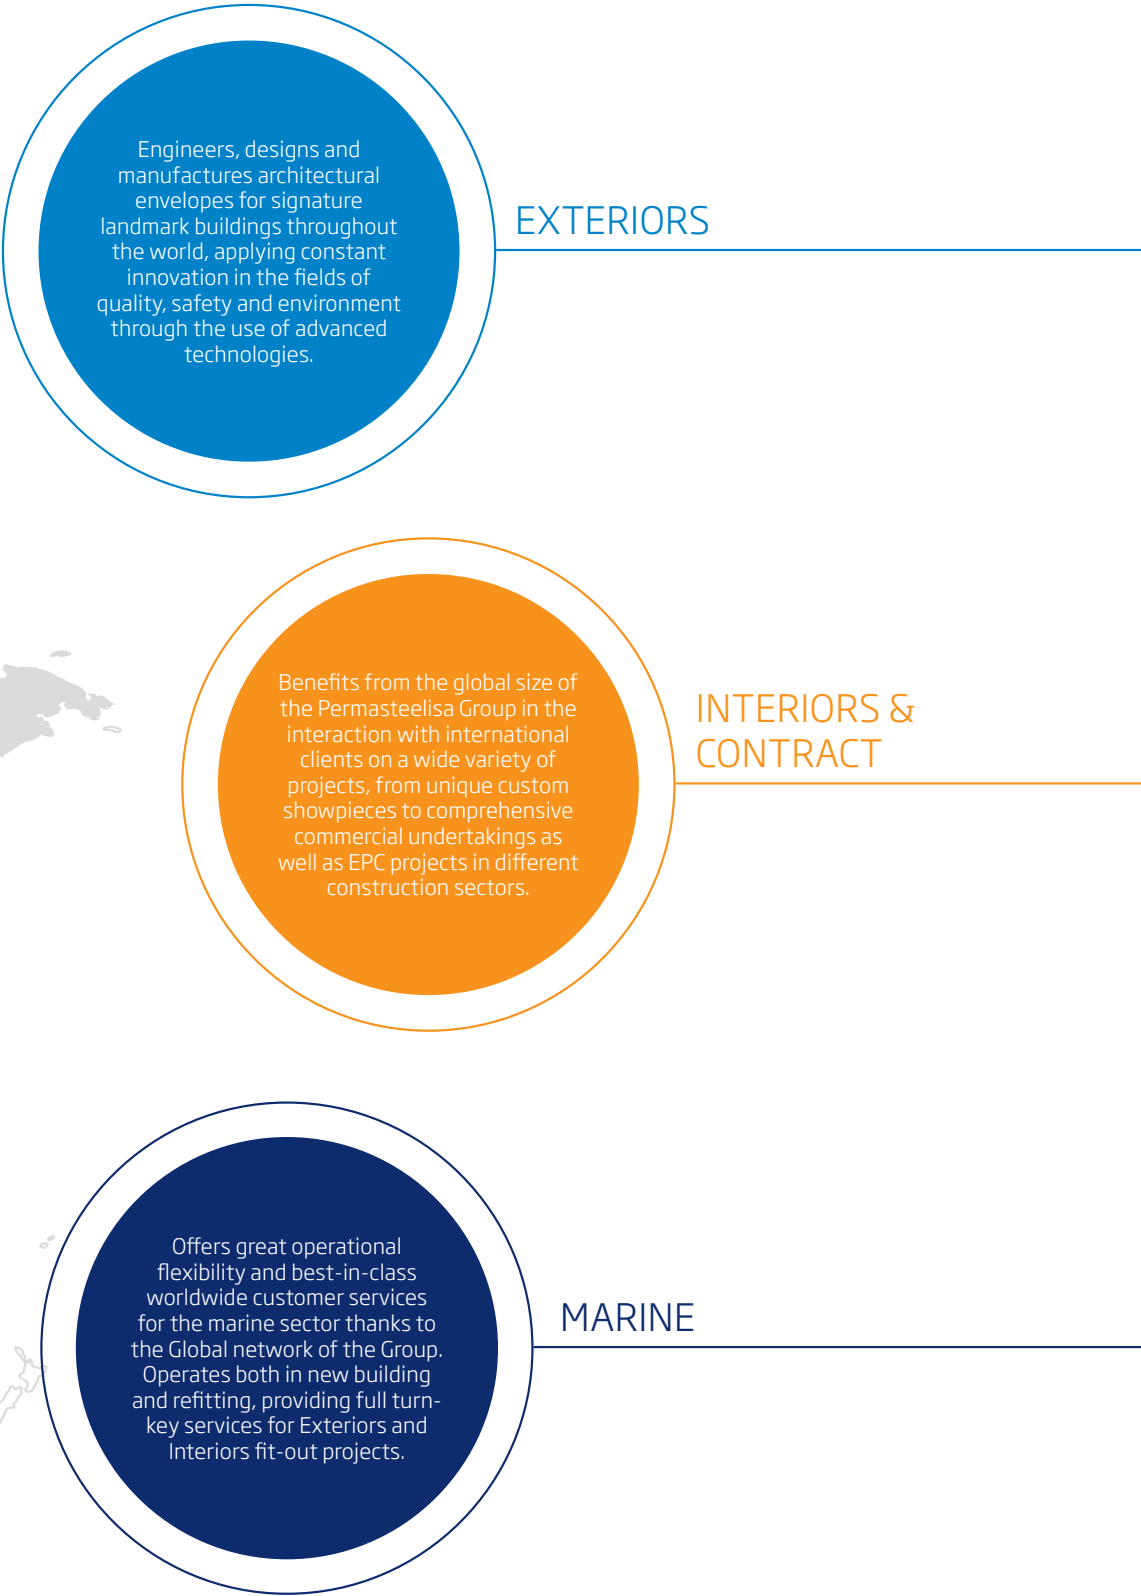 Engineers, designs and
manufactures architectural
envelopes for signature
landmark buildings throughout
the world, applying constant
innovation in the fields of
quality, safety and environment
through the use of advanced
technologies.
EXTERIORS
Benefits from the global size of
the Permasteelisa Group in the
interaction with international
clients on a wide variety of
projects, from unique custom
showpieces to comprehensive
commercial undertakings as
well as EPC projects in different
construction sectors.
INTERIORS &
CONTRACT
Offers great operational
flexibility and best-in-class
worldwide customer services
for the marine sector thanks to
the Global network of the Group.
Operates both in new building
and refitting, providing full turn-
key services for Exteriors and
Interiors fit-out projects.
MARINE